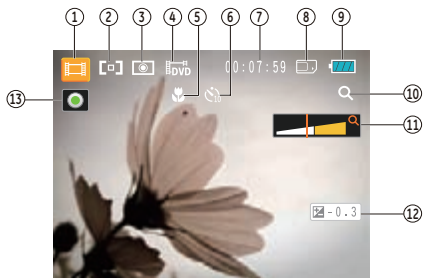 ① ② ③ ④ ⑤ ⑥ ⑦ ⑧ ⑨
DVD 00:07:59
10
⑬ ⑩
⑪
-0.3 ⑫